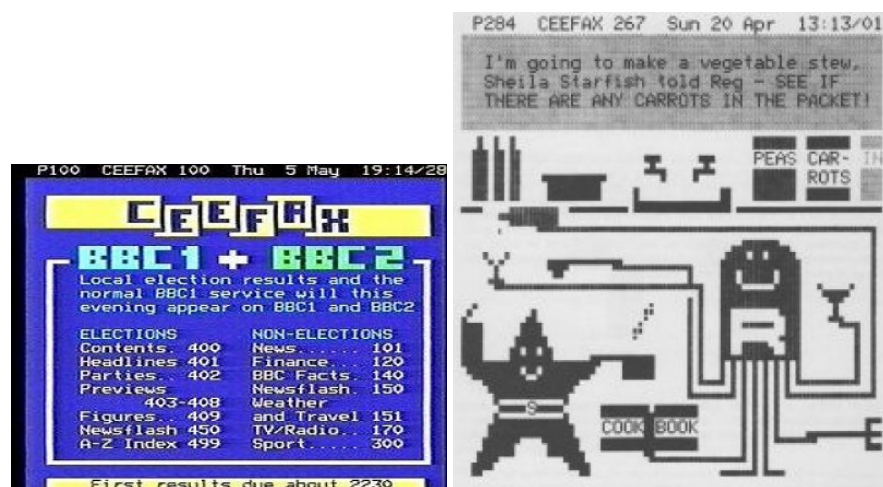 P100 CEEFAX 100 Thu 5 May 19:14/28
CEEFAX
BBC1 + BBC2
Local election results and the
normal BBC1 service will this
evening appear on BBC1 and BBC2
ELECTIONS
Contents. 400
Headlines 401
Parties.. 402
Previews
403-408
Figures.. 409
Newsflash 450
A-Z Index 499
NON-ELECTIONS
News...... 101
Finance... 120
BBC Facts. 140
Newsflash. 150
Weather
and Travel 151
TV/Radio.. 170
Sport..... 300
First results due about 2230
P284 CEEFAX 267 Sun 20 Apr 13:13/01
I'm going to make a vegetable stew,
Sheila Starfish told Reg - SEE IF
THERE ARE ANY CARROTS IN THE PACKET!
PEAS
CAR-
ROTS
IN
S
COOK BOOK